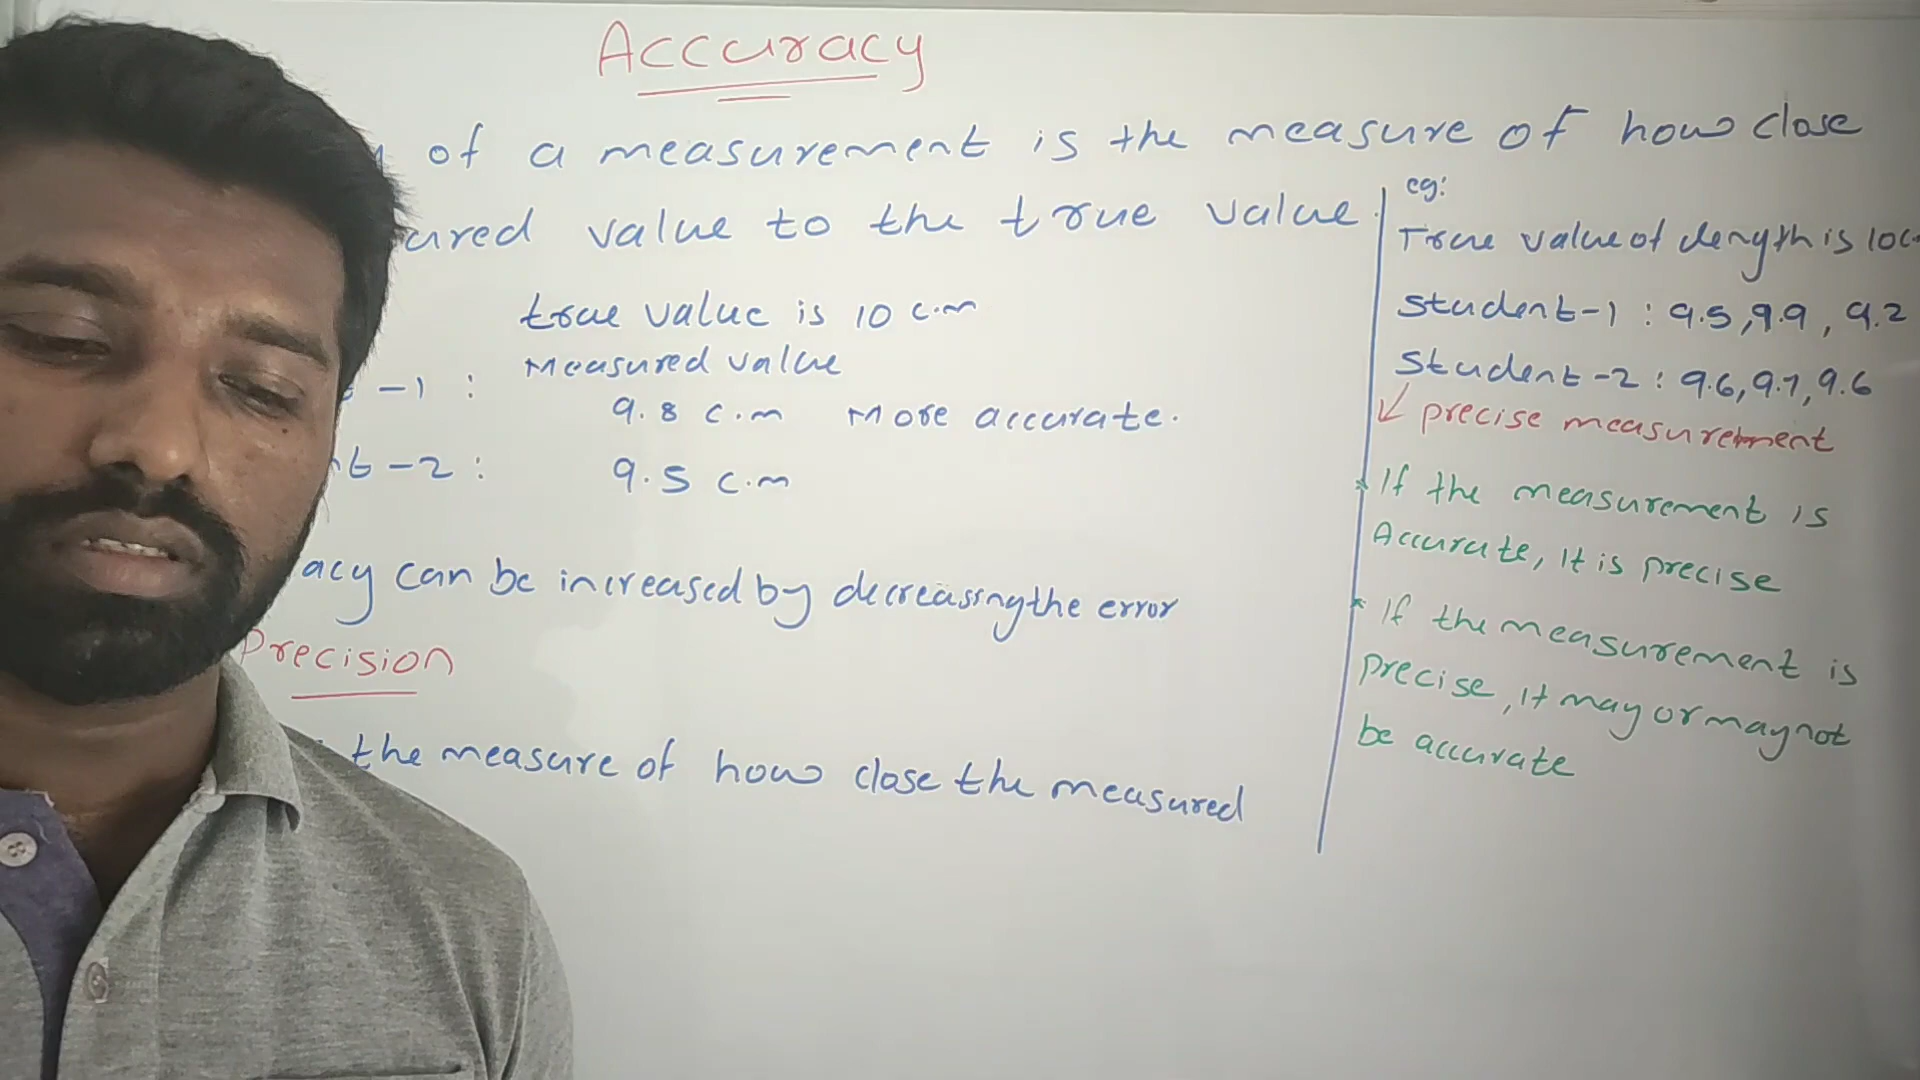 Accuracy
of a measurement is the measure of how close
value to the true value.
true value is 10 c.m
Measured value
-1 : 9.8 c.m More accurate.
-2 : 9.5 c.m
can be increased by decreasing the error
Precision
the measure of how close the measured
eg:
True value of length is 10c
Student-1 : 9.5, 9.9, 9.2
Student-2 : 9.6, 9.7, 9.6
↙ precise measurement
* If the measurement is
Accurate, It is precise
* If the measurement is
precise, it may or may not
be accurate